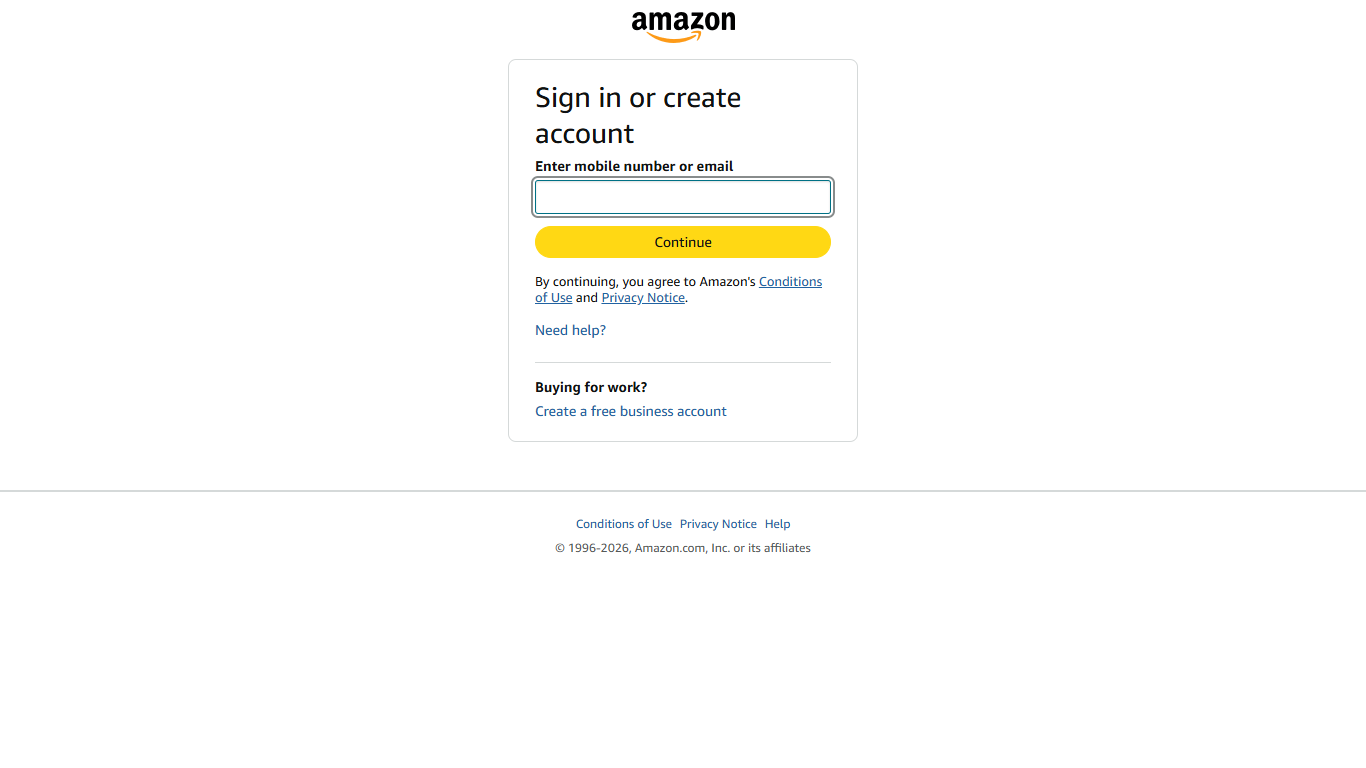 amazon
Sign in or create
account
Enter mobile number or email
Continue
By continuing, you agree to Amazon's Conditions
of Use and Privacy Notice.
Need help?
Buying for work?
Create a free business account
Conditions of Use Privacy Notice Help
© 1996-2026, Amazon.com, Inc. or its affiliates